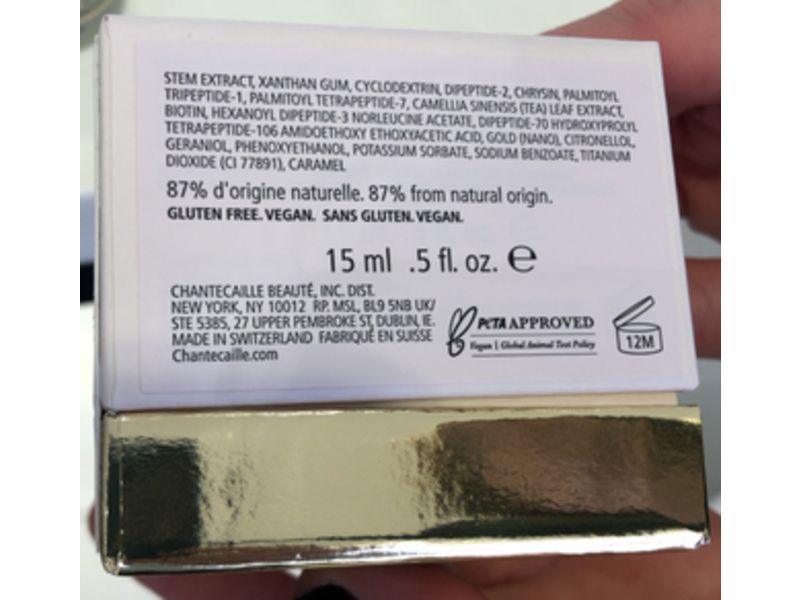 STEM EXTRACT, XANTHAN GUM, CYCLODEXTRIN, DIPEPTIDE-2, CHRYSIN, PALMITOYL
TRIPEPTIDE-1, PALMITOYL TETRAPEPTIDE-7, CAMELLIA SINENSIS (TEA) LEAF EXTRACT,
BIOTIN, HEXANOYL DIPEPTIDE-3 NORLEUCINE ACETATE, DIPEPTIDE-70 HYDROXYPROLYL
TETRAPEPTIDE-106 AMIDOETHOXY ETHOXYACETIC ACID, GOLD (NANO), CITRONELLOL,
GERANIOL, PHENOXYETHANOL, POTASSIUM SORBATE, SODIUM BENZOATE, TITANIUM
DIOXIDE (CI 77891), CARAMEL
87% d'origine naturelle. 87% from natural origin.
GLUTEN FREE. VEGAN. SANS GLUTEN. VEGAN.
15 ml .5 fl. oz. ℮
CHANTECAILLE BEAUTÉ, INC. DIST.
NEW YORK, NY 10012 RP. MSL, BL9 5NB UK/
STE 5385, 27 UPPER PEMBROKE ST, DUBLIN, IE.
MADE IN SWITZERLAND FABRIQUÉ EN SUISSE
Chantecaille.com
PETA APPROVED
Vegan | Global Animal Test Policy
12M